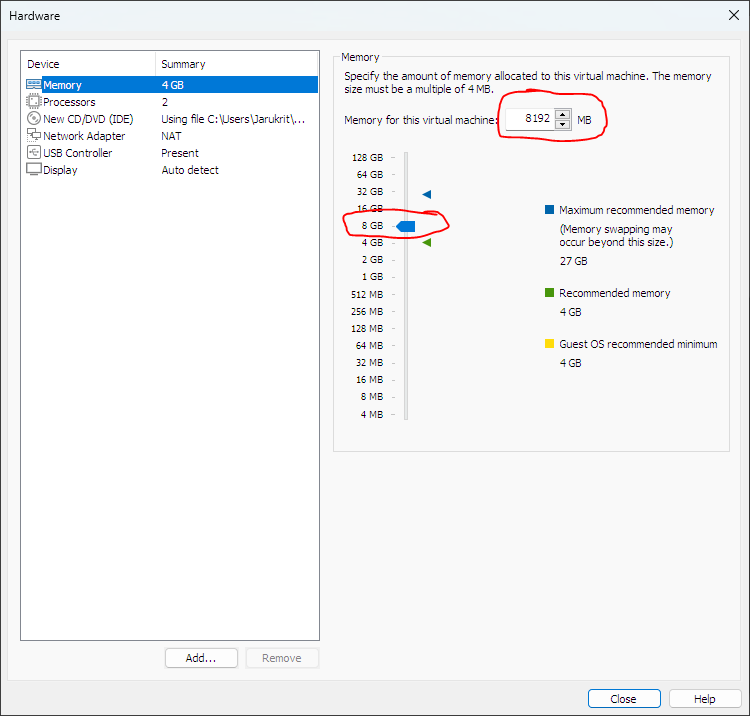 Hardware
Device Summary
Memory 4 GB
Processors 2
New CD/DVD (IDE) Using file C:\Users\Jarukrit\...
Network Adapter NAT
USB Controller Present
Display Auto detect
Add...
Remove
Memory
Specify the amount of memory allocated to this virtual machine. The memory
size must be a multiple of 4 MB.
Memory for this virtual machine: 8192 MB
128 GB
64 GB
32 GB
16 GB
8 GB
4 GB
2 GB
1 GB
512 MB
256 MB
128 MB
64 MB
32 MB
16 MB
8 MB
4 MB
Maximum recommended memory
(Memory swapping may
occur beyond this size.)
27 GB
Recommended memory
4 GB
Guest OS recommended minimum
4 GB
Close
Help